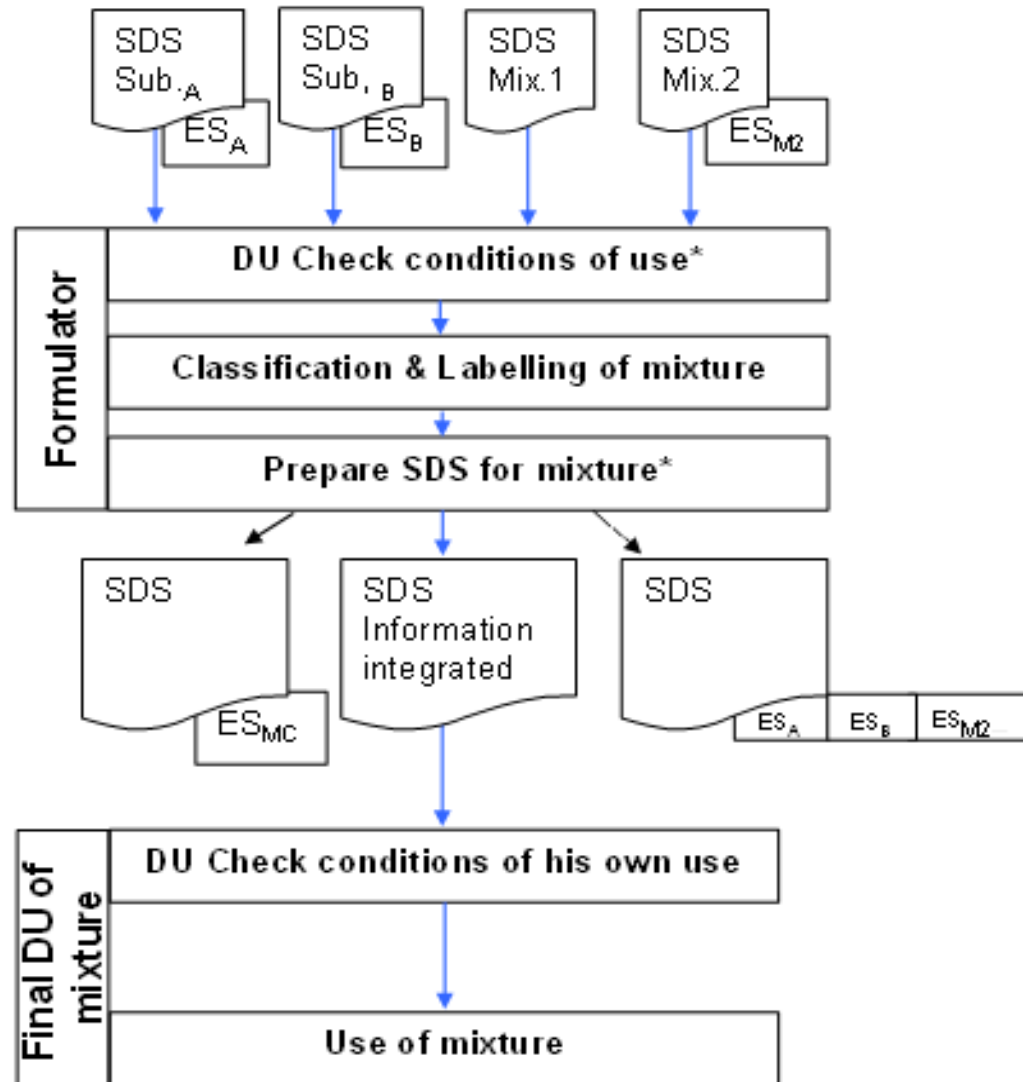 SDS
Sub.A
ESA
SDS
Sub, B
ESB
SDS
Mix.1
SDS
Mix.2
ESM2
Formulator
DU Check conditions of use*
Classification & Labelling of mixture
Prepare SDS for mixture*
SDS
ESMC
SDS
Information
integrated
SDS
ESA
ESB
ESM2
Final DU of
mixture
DU Check conditions of his own use
Use of mixture